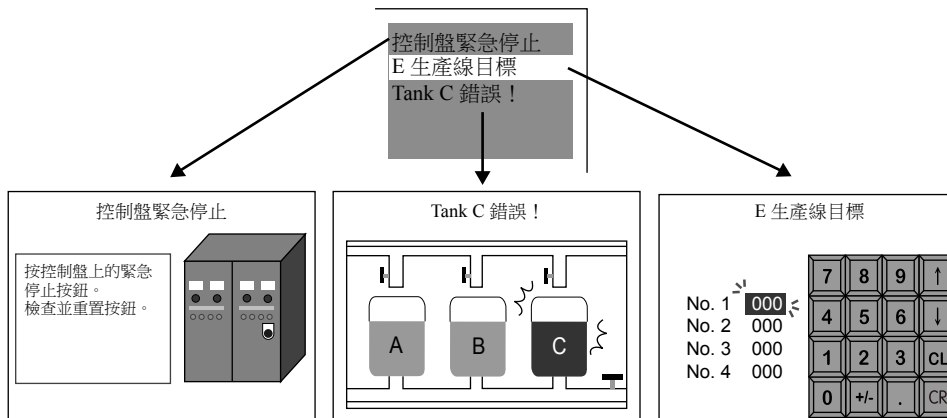 控制盤緊急停止
E 生產線目標
Tank C 錯誤！
控制盤緊急停止
按控制盤上的緊急
停止按鈕。
檢查並重置按鈕。
Tank C 錯誤！
A B C
E 生產線目標
No. 1 000
No. 2 000
No. 3 000
No. 4 000
7 8 9 ↑
4 5 6 ↓
1 2 3 CL
0 +/- . CR